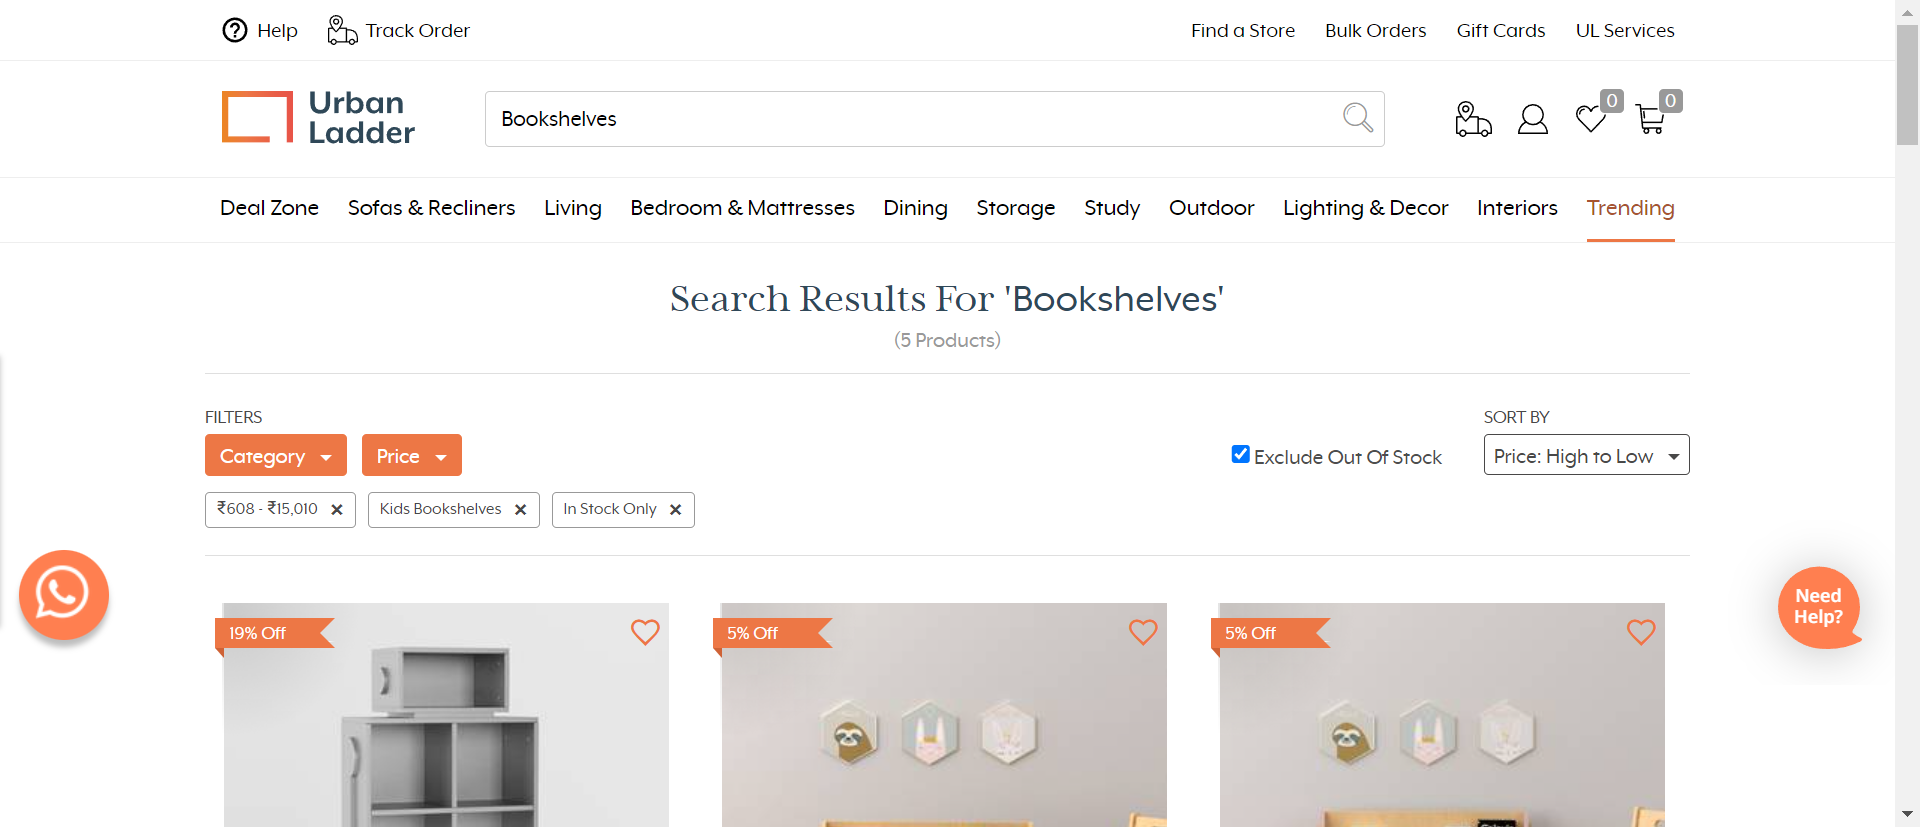 Help
Track Order
Find a Store
Bulk Orders
Gift Cards
UL Services
Urban
Ladder
Bookshelves
0
0
Deal Zone
Sofas & Recliners
Living
Bedroom & Mattresses
Dining
Storage
Study
Outdoor
Lighting & Decor
Interiors
Trending
Search Results For 'Bookshelves'
(5 Products)
FILTERS
SORT BY
Category
Price
Exclude Out Of Stock
Price: High to Low
₹608 - ₹15,010
Kids Bookshelves
In Stock Only
Need
Help?
19% Off
5% Off
5% Off